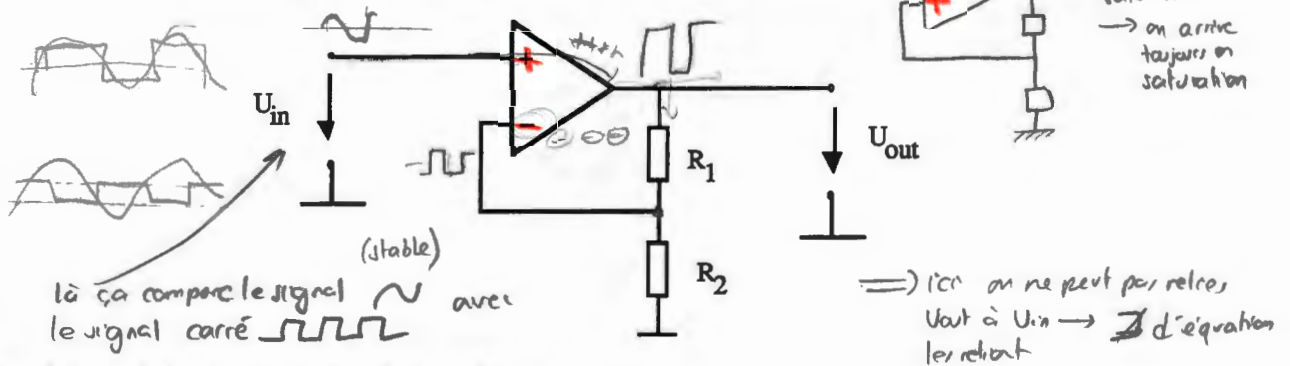 → on arrive
toujours en
saturation
+
+
-
U_in
U_out
R_1
R_2
(stable)
là ça compare le signal avec
le signal carré
=) ici on ne peut pas relier
Vout à Uin → ∄ d'équation
les reliant